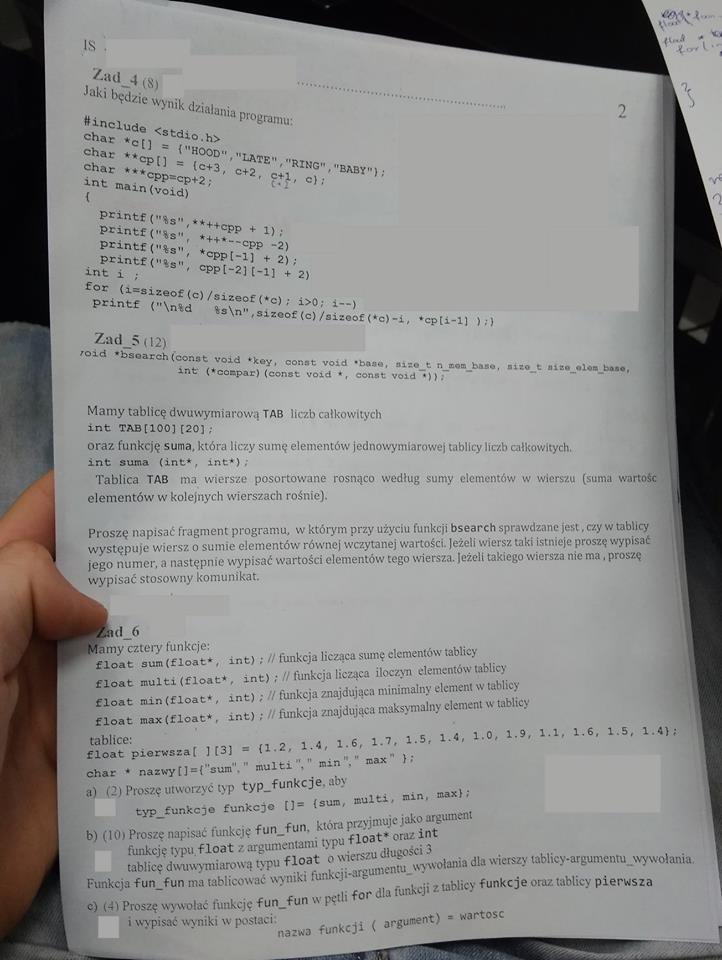 IS
Zad_4 (8)
2
Jaki będzie wynik działania programu:
#include <stdio.h>
char *c[] = {"HOOD","LATE","RING","BABY"};
char **cp[] = {c+3, c+2, c+1, c};
char ***cpp=cp+2;
int main(void)
{
printf("%s",**++cpp + 1);
printf("%s", *++*--cpp -2)
printf("%s", *cpp[-1] + 2);
printf("%s", cpp[-2][-1] + 2)
int i ;
for (i=sizeof(c)/sizeof(*c); i>0; i--)
printf ("\n%d %s\n",sizeof(c)/sizeof(*c)-i, *cp[i-1] );}
Zad_5 (12)
void *bsearch(const void *key, const void *base, size_t n_mem_base, size_t size_elem_base,
int (*compar)(const void *, const void *));
Mamy tablicę dwuwymiarową TAB liczb całkowitych
int TAB[100][20];
oraz funkcję suma, która liczy sumę elementów jednowymiarowej tablicy liczb całkowitych.
int suma (int*, int*);
Tablica TAB ma wiersze posortowane rosnąco według sumy elementów w wierszu (suma wartośc
elementów w kolejnych wierszach rośnie).
Proszę napisać fragment programu, w którym przy użyciu funkcji bsearch sprawdzane jest, czy w tablicy
występuje wiersz o sumie elementów równej wczytanej wartości. Jeżeli wiersz taki istnieje proszę wypisać
jego numer, a następnie wypisać wartości elementów tego wiersza. Jeżeli takiego wiersza nie ma, proszę
wypisać stosowny komunikat.
Zad_6
Mamy cztery funkcje:
float sum(float*, int); // funkcja licząca sumę elementów tablicy
float multi(float*, int); // funkcja licząca iloczyn elementów tablicy
float min(float*, int); // funkcja znajdująca minimalny element w tablicy
float max(float*, int); // funkcja znajdująca maksymalny element w tablicy
tablice:
float pierwsza[ ][3] = {1.2, 1.4, 1.6, 1.7, 1.5, 1.4, 1.0, 1.9, 1.1, 1.6, 1.5, 1.4};
char * nazwy[]={"sum"," multi "," min "," max" };
a) (2) Proszę utworzyć typ typ_funkcje, aby
typ_funkcje funkcje []= {sum, multi, min, max};
b) (10) Proszę napisać funkcję fun_fun, która przyjmuje jako argument
funkcję typu float z argumentami typu float* oraz int
tablicę dwuwymiarową typu float o wierszu długości 3
Funkcja fun_fun ma tablicować wyniki funkcji-argumentu_wywołania dla wierszy tablicy-argumentu_wywołania.
c) (4) Proszę wywołać funkcję fun_fun w pętli for dla funkcji z tablicy funkcje oraz tablicy pierwsza
i wypisać wyniki w postaci:
nazwa funkcji ( argument) = wartosc